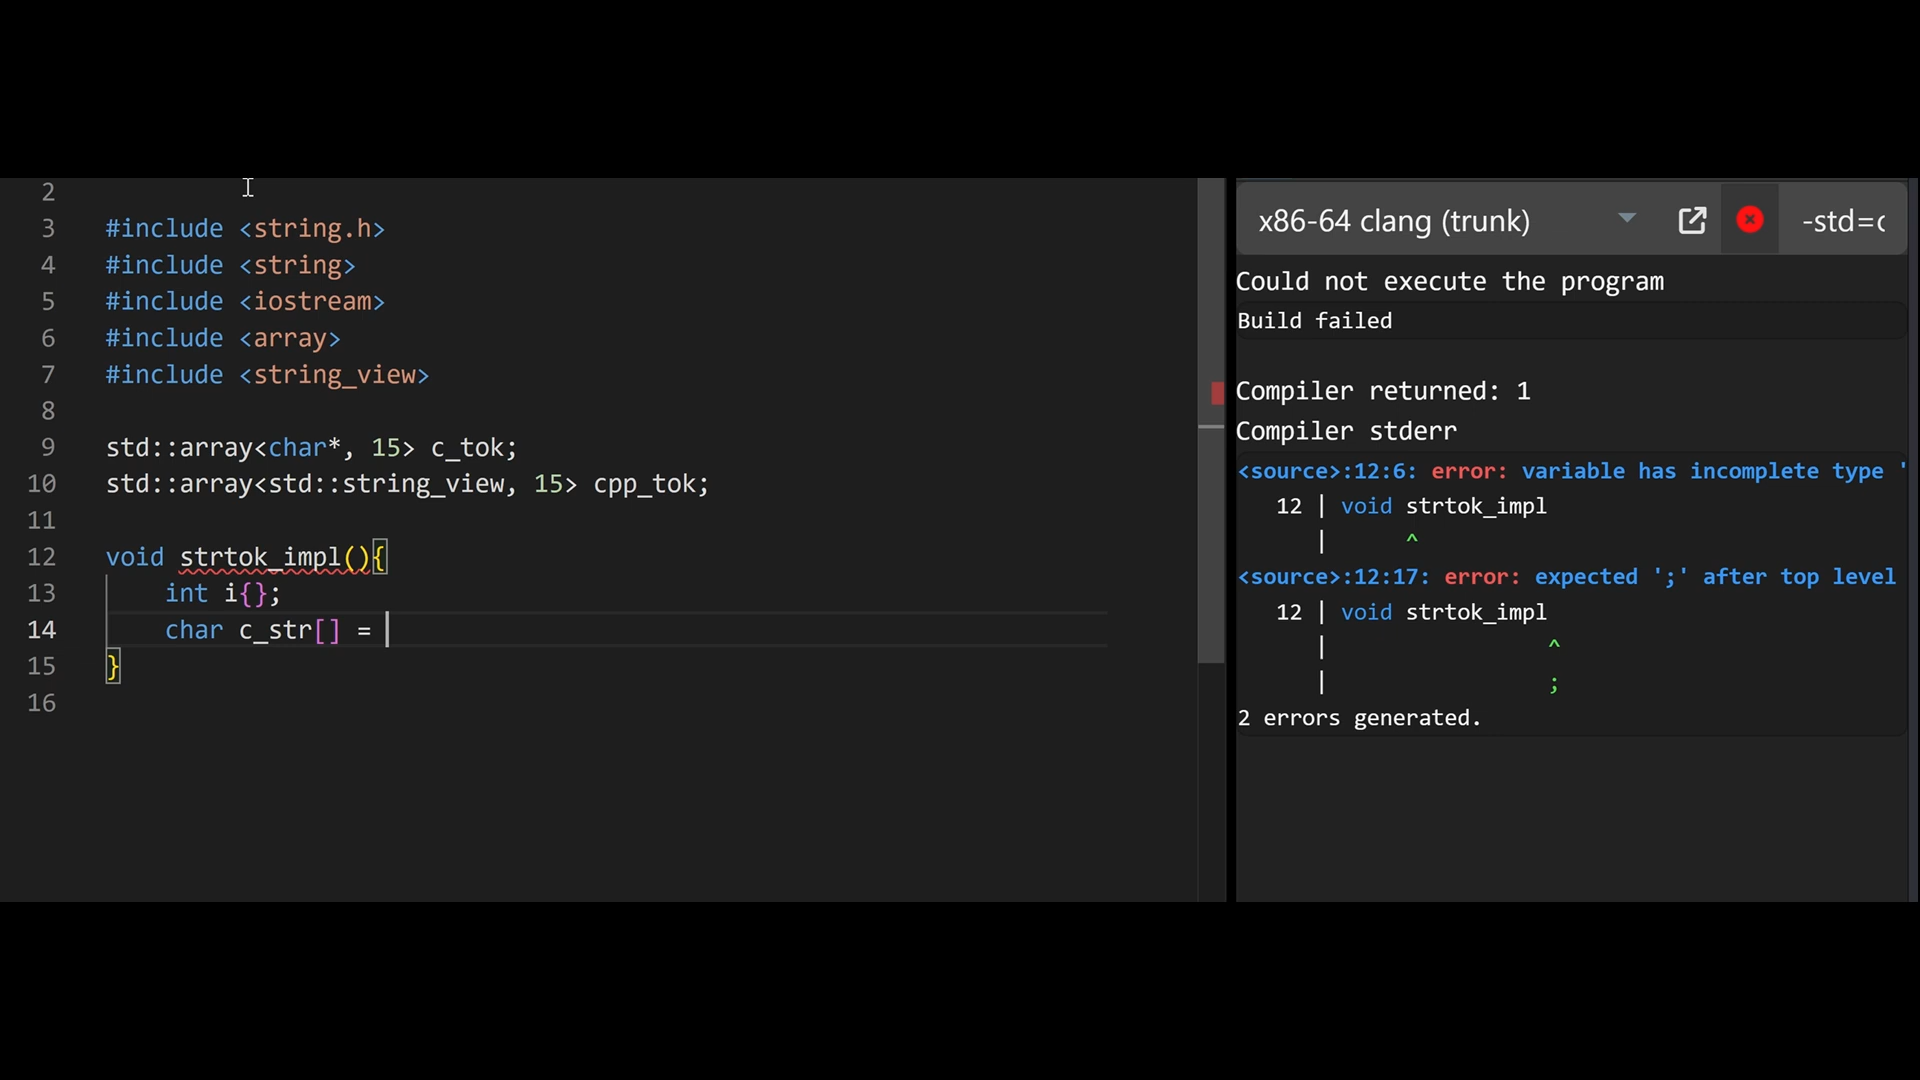 2
3 #include <string.h>
4 #include <string>
5 #include <iostream>
6 #include <array>
7 #include <string_view>
8
9 std::array<char*, 15> c_tok;
10 std::array<std::string_view, 15> cpp_tok;
11
12 void strtok_impl(){
13 int i{};
14 char c_str[] =
15 }
16
x86-64 clang (trunk) -std=c
Could not execute the program
Build failed
Compiler returned: 1
Compiler stderr
<source>:12:6: error: variable has incomplete type '
12 | void strtok_impl
| ^
<source>:12:17: error: expected ';' after top level
12 | void strtok_impl
| ^
| ;
2 errors generated.